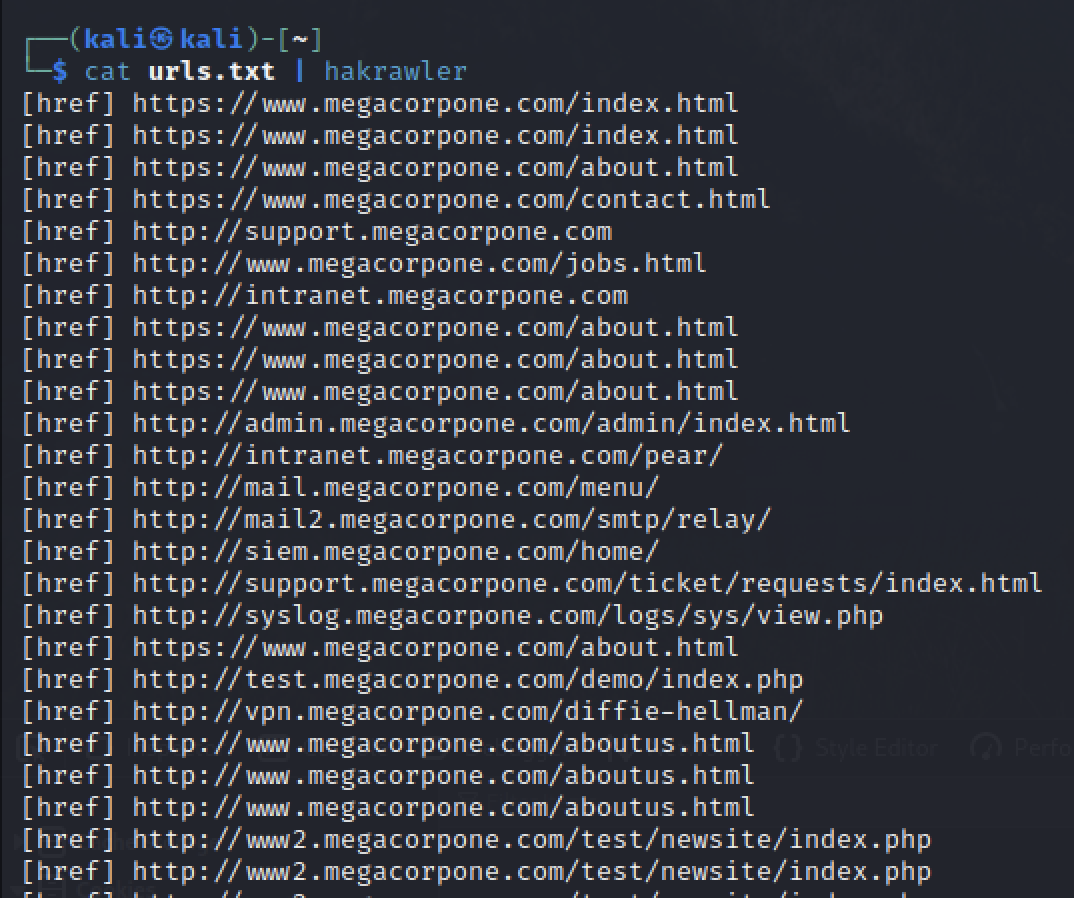 ┌──(kali㉿kali)-[~]
└─$ cat urls.txt | hakrawler
[href] https://www.megacorpone.com/index.html
[href] https://www.megacorpone.com/index.html
[href] https://www.megacorpone.com/about.html
[href] https://www.megacorpone.com/contact.html
[href] http://support.megacorpone.com
[href] http://www.megacorpone.com/jobs.html
[href] http://intranet.megacorpone.com
[href] https://www.megacorpone.com/about.html
[href] https://www.megacorpone.com/about.html
[href] https://www.megacorpone.com/about.html
[href] http://admin.megacorpone.com/admin/index.html
[href] http://intranet.megacorpone.com/pear/
[href] http://mail.megacorpone.com/menu/
[href] http://mail2.megacorpone.com/smtp/relay/
[href] http://siem.megacorpone.com/home/
[href] http://support.megacorpone.com/ticket/requests/index.html
[href] http://syslog.megacorpone.com/logs/sys/view.php
[href] https://www.megacorpone.com/about.html
[href] http://test.megacorpone.com/demo/index.php
[href] http://vpn.megacorpone.com/diffie-hellman/
[href] http://www.megacorpone.com/aboutus.html
{} Style Editor
[href] http://www.megacorpone.com/aboutus.html
[href] http://www.megacorpone.com/aboutus.html
[href] http://www2.megacorpone.com/test/newsite/index.php
[href] http://www2.megacorpone.com/test/newsite/index.php